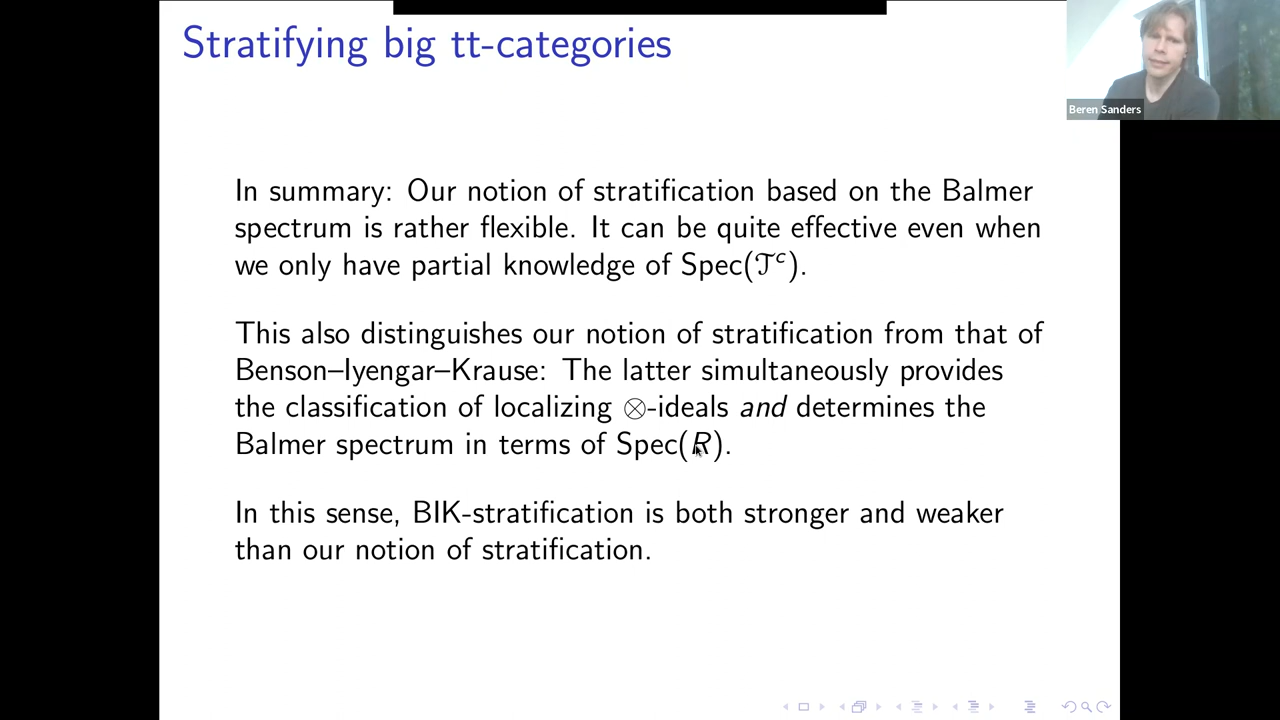 Stratifying big tt-categories
Beren Sanders
In summary: Our notion of stratification based on the Balmer
spectrum is rather flexible. It can be quite effective even when
we only have partial knowledge of Spec(𝒯ᶜ).
This also distinguishes our notion of stratification from that of
Benson–Iyengar–Krause: The latter simultaneously provides
the classification of localizing ⊗-ideals and determines the
Balmer spectrum in terms of Spec(R).
In this sense, BIK-stratification is both stronger and weaker
than our notion of stratification.